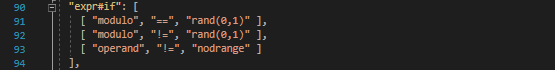 90 "expr#if": [
91 [ "modulo", "==", "rand(0,1)" ],
92 [ "modulo", "!=", "rand(0,1)" ],
93 [ "operand", "!=", "nodrange" ]
94 ],